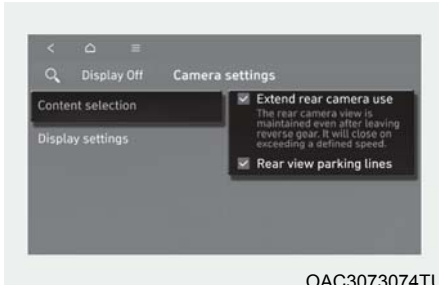 Display Off Camera settings
Content selection
Extend rear camera use
The rear camera view is
maintained even after leaving
reverse gear. It will close on
exceeding a defined speed.
Display settings
Rear view parking lines
OAC3073074TU